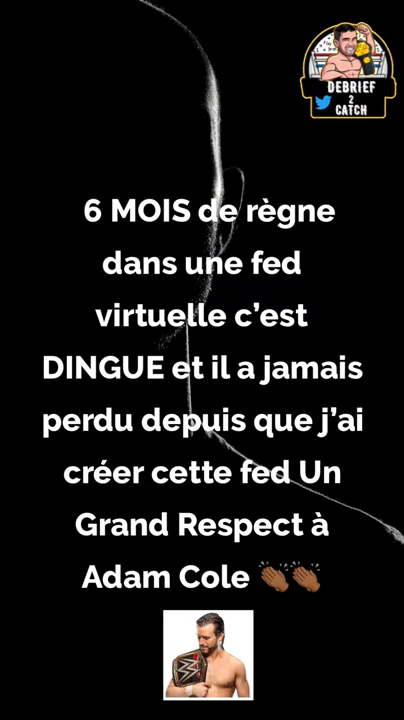 DEBRIEF
2
CATCH
6 MOIS de règne
dans une fed
virtuelle c’est
DINGUE et il a jamais
perdu depuis que j’ai
créer cette fed Un
Grand Respect à
Adam Cole 👏🏾👏🏾